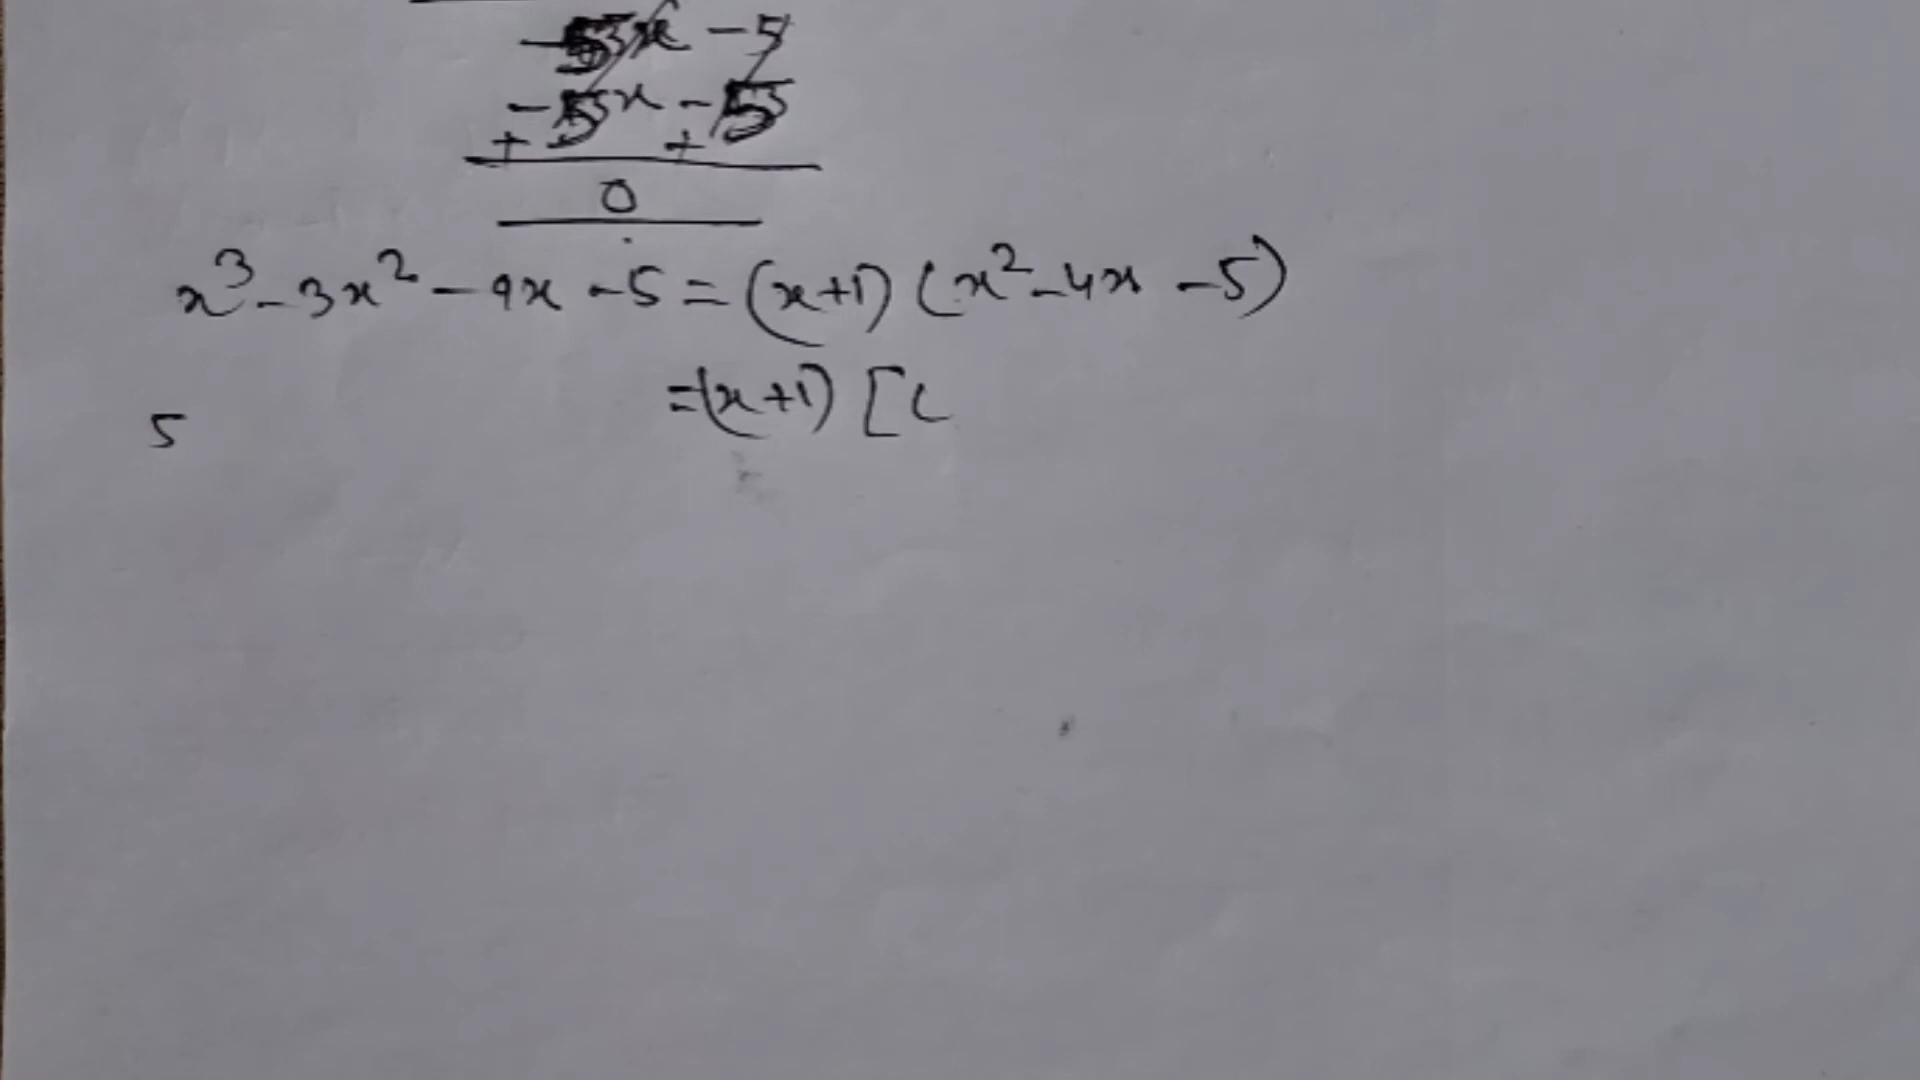 -5x -5
-5x -5
+ +
0
x³ - 3x² - 9x - 5 = (x+1) (x² - 4x - 5)
= (x+1) [(
5